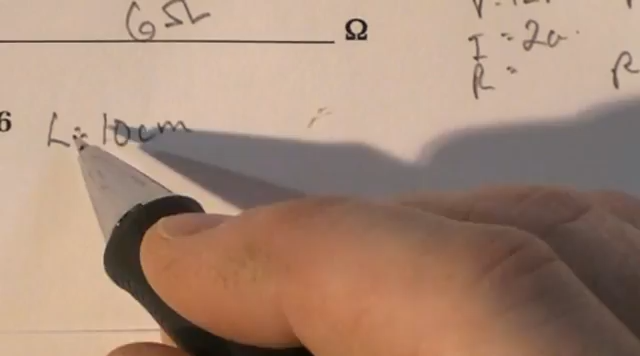 6Ω
Ω
I = 2a.
R =
R
6 L = 10cm